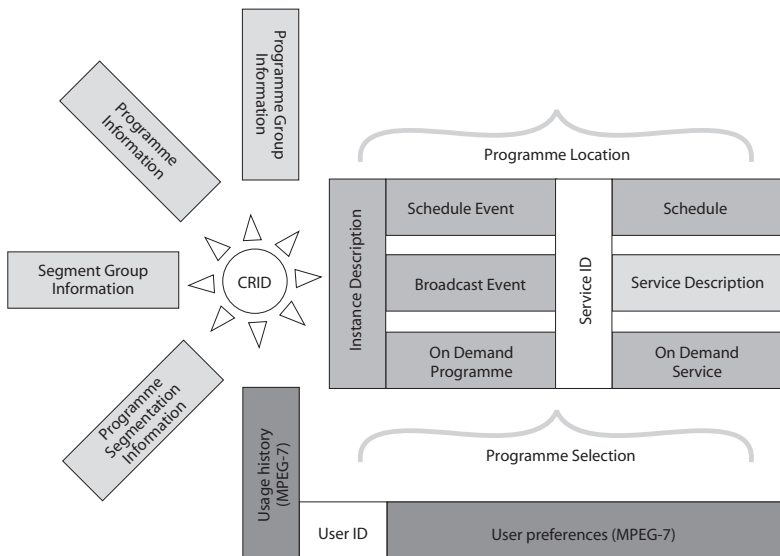 Programme Group
Information
Programme
Information
Segment Group
Information
Programme
Segmentation
Information
CRID
Programme Location
Instance Description
Schedule Event
Broadcast Event
On Demand
Programme
Service ID
Schedule
Service Description
On Demand
Service
Programme Selection
Usage history
(MPEG-7)
User ID
User preferences (MPEG-7)